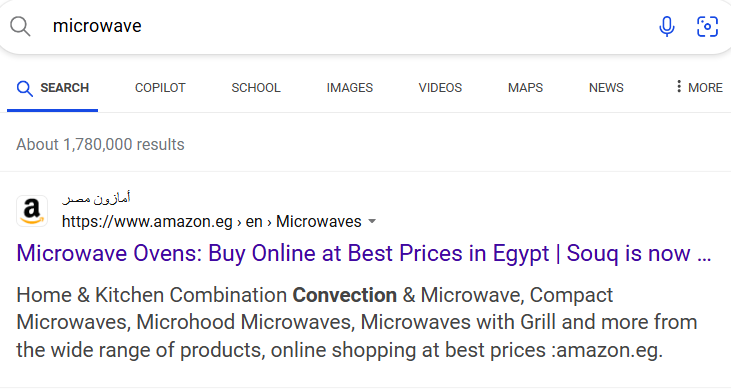 microwave
SEARCH COPILOT SCHOOL IMAGES VIDEOS MAPS NEWS MORE
About 1,780,000 results
أمازون مصر
a
https://www.amazon.eg › en › Microwaves
Microwave Ovens: Buy Online at Best Prices in Egypt | Souq is now ...
Home & Kitchen Combination Convection & Microwave, Compact
Microwaves, Microhood Microwaves, Microwaves with Grill and more from
the wide range of products, online shopping at best prices :amazon.eg.